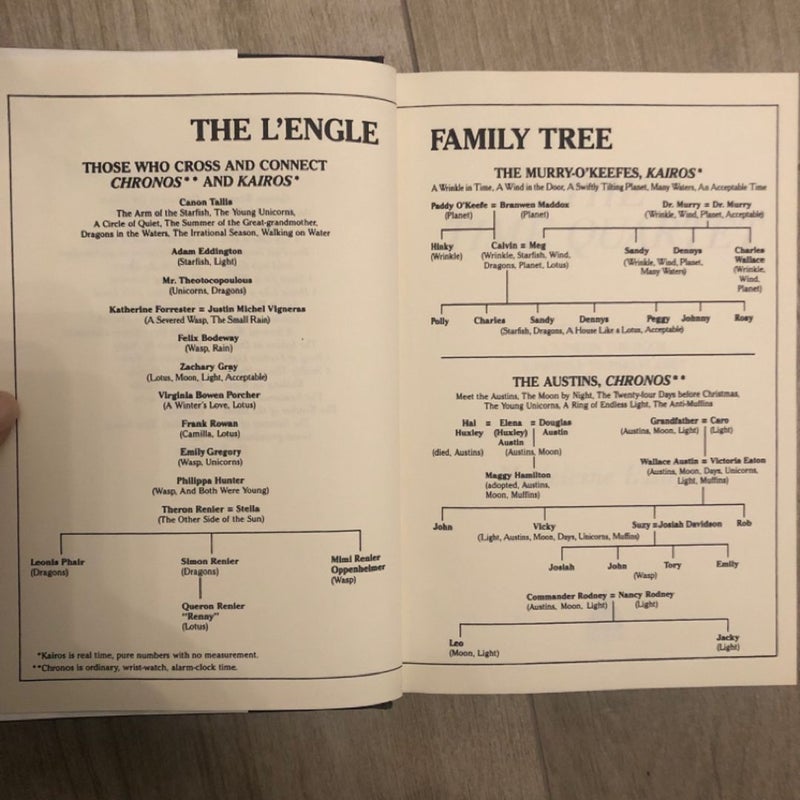 THE L'ENGLE
THOSE WHO CROSS AND CONNECT
CHRONOS** AND KAIROS*
Canon Tallis
The Arm of the Starfish, The Young Unicorns,
A Circle of Quiet, The Summer of the Great-grandmother,
Dragons in the Waters, The Irrational Season, Walking on Water
Adam Eddington
(Starfish, Light)
Mr. Theotocopoulous
(Unicorns, Dragons)
Katherine Forrester = Justin Michel Vigneras
(A Severed Wasp, The Small Rain)
Felix Bodeway
(Wasp, Rain)
Zachary Gray
(Lotus, Moon, Light, Acceptable)
Virginia Bowen Porcher
(A Winter's Love, Lotus)
Frank Rowan
(Camilla, Lotus)
Emily Gregory
(Wasp, Unicorns)
Philippa Hunter
(Wasp, And Both Were Young)
Theron Renier = Stella
(The Other Side of the Sun)
Leonis Phair
(Dragons)
Simon Renier
(Dragons)
Mimi Renier
Oppenheimer
(Wasp)
Queron Renier
"Renny"
(Lotus)
*Kairos is real time, pure numbers with no measurement.
**Chronos is ordinary, wrist-watch, alarm-clock time.
FAMILY TREE
THE MURRY-O'KEEFES, KAIROS*
A Wrinkle in Time, A Wind in the Door, A Swiftly Tilting Planet, Many Waters, An Acceptable Time
Paddy O'Keefe = Branwen Maddox
(Planet) (Planet)
Dr. Murry = Dr. Murry
(Wrinkle, Wind, Planet, Acceptable)
Hinky
(Wrinkle)
Calvin = Meg
(Wrinkle, Starfish, Wind,
Dragons, Planet, Lotus)
Sandy Dennys
(Wrinkle, Wind, Planet,
Many Waters)
Charles
Wallace
(Wrinkle,
Wind,
Planet)
Polly Charles Sandy Dennys Peggy Johnny Rosy
(Starfish, Dragons, A House Like a Lotus, Acceptable)
THE AUSTINS, CHRONOS**
Meet the Austins, The Moon by Night, The Twenty-four Days before Christmas,
The Young Unicorns, A Ring of Endless Light, The Anti-Muffins
Hal = Elena = Douglas
Huxley (Huxley) Austin
Austin
(died, Austins) (Austins, Moon)
Grandfather = Caro
(Austins, Moon, Light) (Light)
Maggy Hamilton
(adopted, Austins,
Moon, Muffins)
Wallace Austin = Victoria Eaton
(Austins, Moon, Days, Unicorns,
Light, Muffins)
John Vicky Suzy = Josiah Davidson Rob
(Light, Austins, Moon, Days, Unicorns, Muffins)
Josiah John Tory Emily
(Wasp)
Commander Rodney = Nancy Rodney
(Austins, Moon, Light) (Light)
Leo
(Moon, Light)
Jacky
(Light)